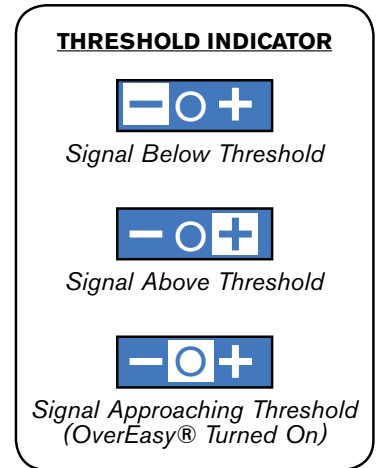 THRESHOLD INDICATOR
− O +
Signal Below Threshold
− O +
Signal Above Threshold
− O +
Signal Approaching Threshold
(OverEasy® Turned On)